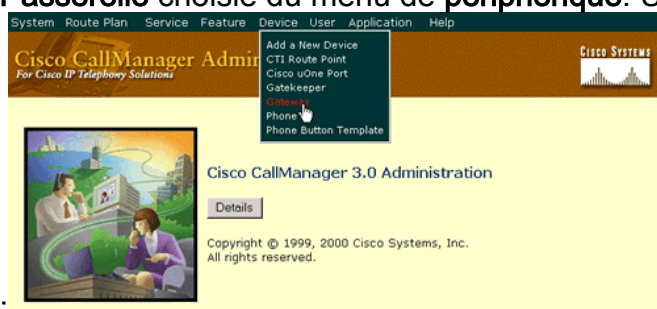 choisie du menu de périphérique.
System Route Plan Service Feature Device User Application Help
Cisco CallManager Admin
For Cisco IP Telephony Solutions
Cisco Systems
Add a New Device
CTI Route Point
Cisco uOne Port
Gatekeeper
Gateway
Phone
Phone Button Template
Cisco CallManager 3.0 Administration
Details
Copyright © 1999, 2000 Cisco Systems, Inc.
All rights reserved.
.